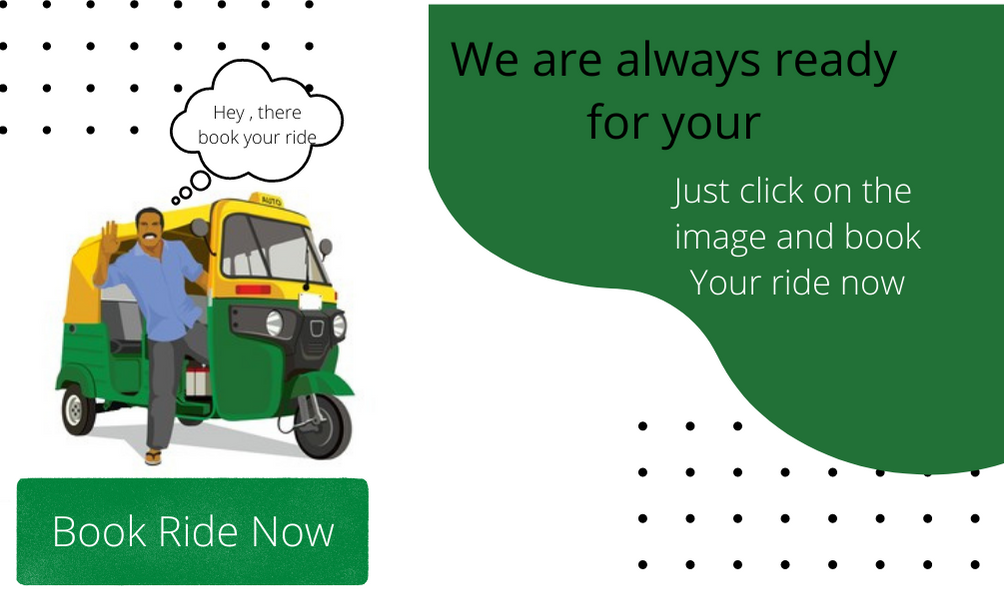 Hey , there
book your ride
AUTO
Book Ride Now
We are always ready
for your
Just click on the
image and book
Your ride now